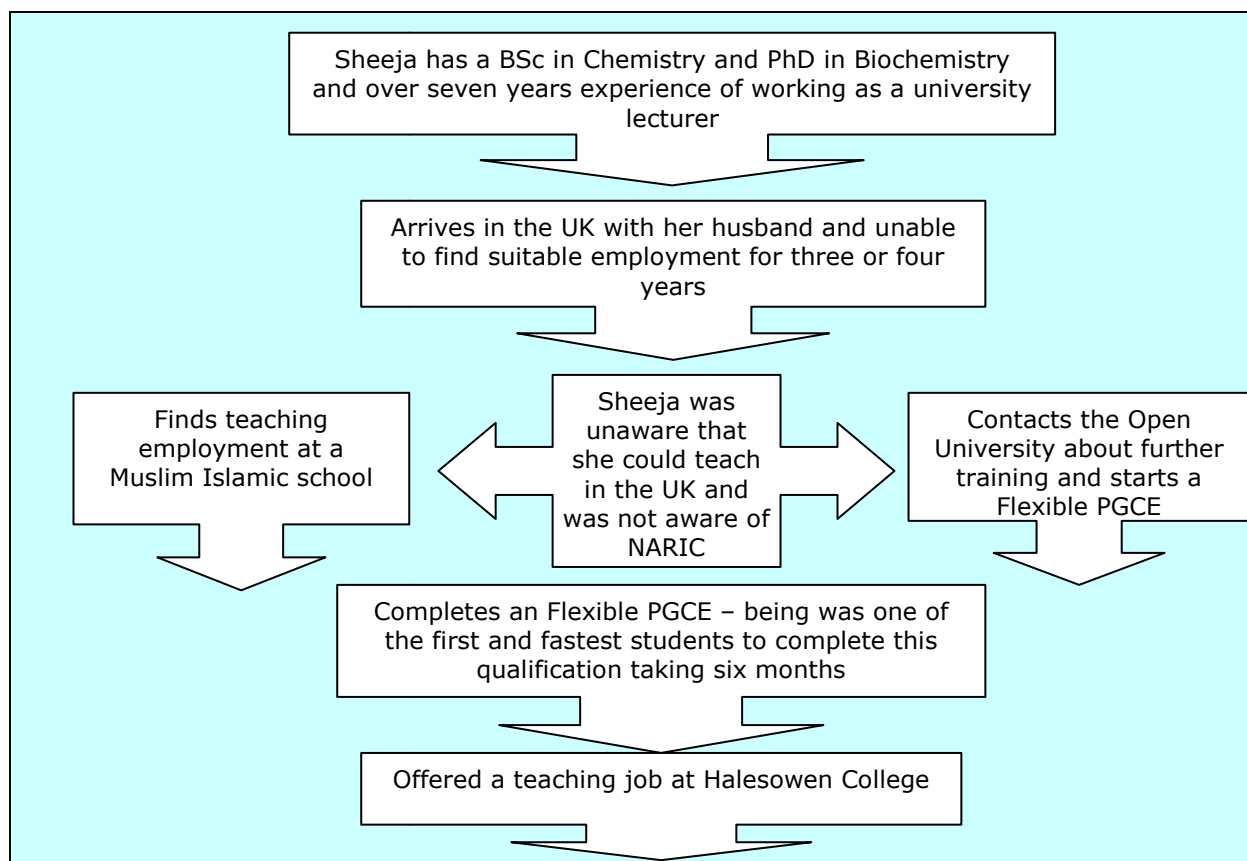 Sheeja has a BSc in Chemistry and PhD in Biochemistry
and over seven years experience of working as a university
lecturer
Arrives in the UK with her husband and unable
to find suitable employment for three or four
years
Finds teaching
employment at a
Muslim Islamic school
Sheeja was
unaware that
she could teach
in the UK and
was not aware of
NARIC
Contacts the Open
University about further
training and starts a
Flexible PGCE
Completes an Flexible PGCE – being was one of
the first and fastest students to complete this
qualification taking six months
Offered a teaching job at Halesowen College